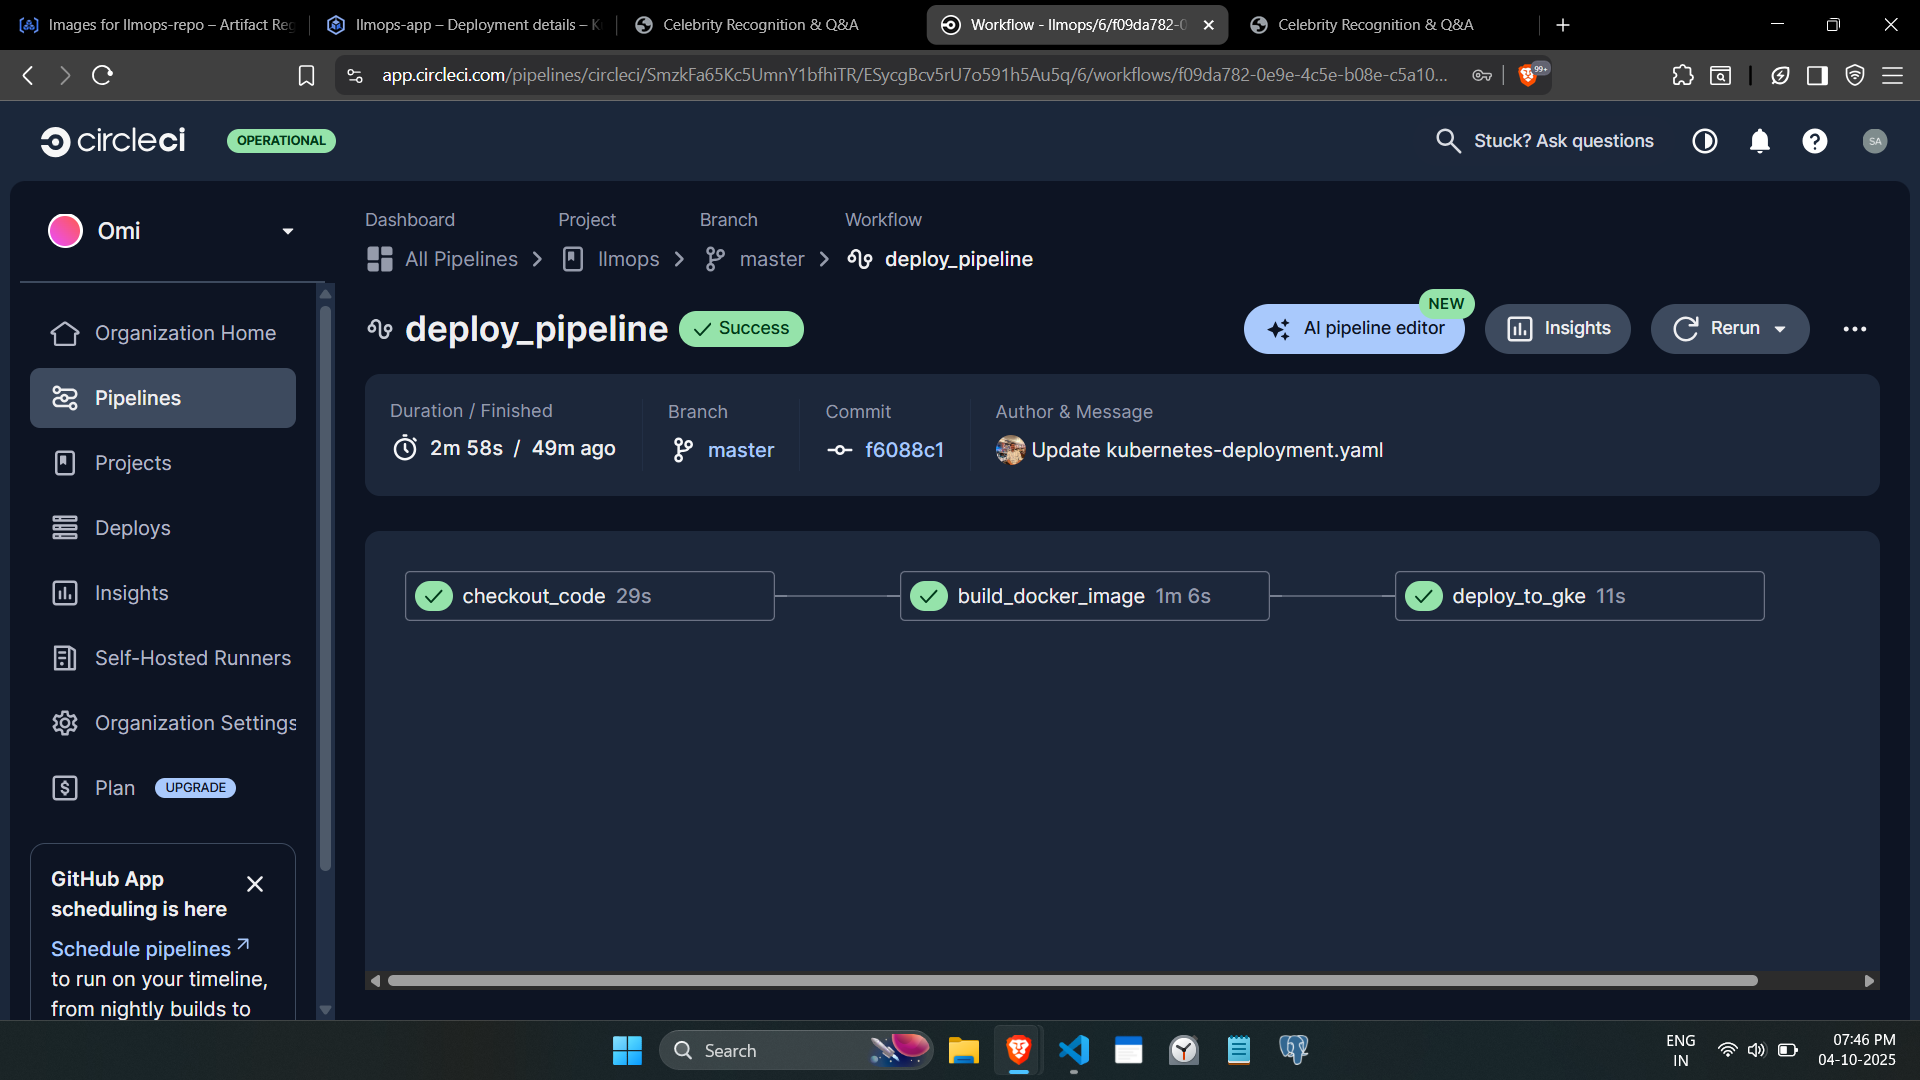 Images for llmops-repo – Artifact Reg
llmops-app – Deployment details – K
Celebrity Recognition & Q&A
Workflow - llmops/6/f09da782-0
Celebrity Recognition & Q&A
app.circleci.com/pipelines/circleci/SmzkFa65Kc5UmnY1bfhiTR/ESycgBcv5rU7o591h5Au5q/6/workflows/f09da782-0e9e-4c5e-b08e-c5a10...
99+
circleci
OPERATIONAL
Stuck? Ask questions
SA
Omi
Organization Home
Pipelines
Projects
Deploys
Insights
Self-Hosted Runners
Organization Settings
Plan UPGRADE
GitHub App
scheduling is here
Schedule pipelines
to run on your timeline,
from nightly builds to
Dashboard Project Branch Workflow
All Pipelines llmops master deploy_pipeline
deploy_pipeline Success
NEW
AI pipeline editor Insights Rerun
Duration / Finished Branch Commit Author & Message
2m 58s / 49m ago master f6088c1 Update kubernetes-deployment.yaml
checkout_code 29s build_docker_image 1m 6s deploy_to_gke 11s
Search
ENG
IN
07:46 PM
04-10-2025